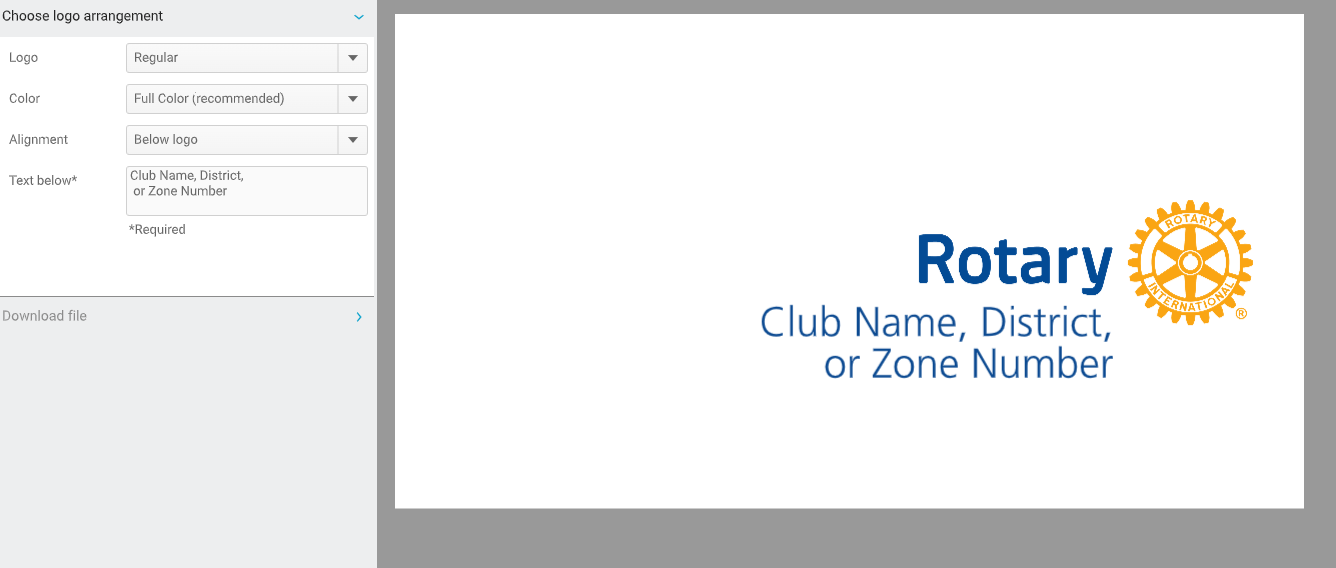 Choose logo arrangement
Logo
Regular
Color
Full Color (recommended)
Alignment
Below logo
Text below*
Club Name, District,
or Zone Number
*Required
Download file
Rotary
ROTARY
INTERNATIONAL
®
Club Name, District,
or Zone Number